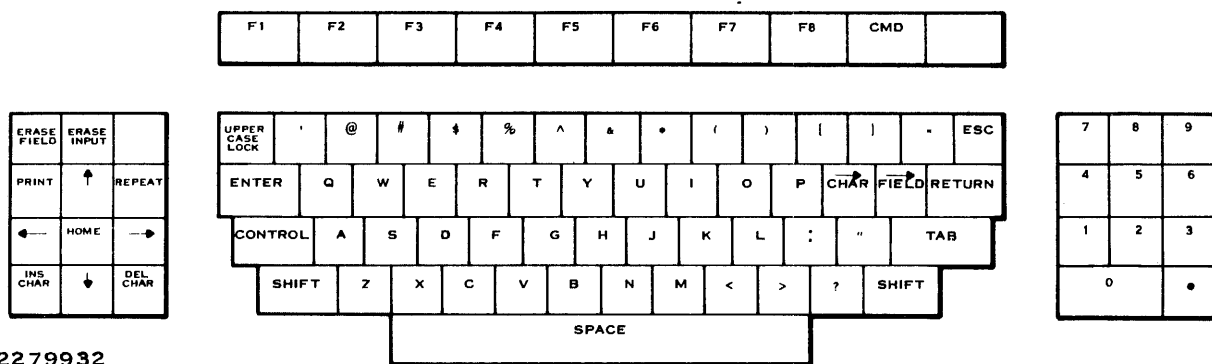 F1 F2 F3 F4 F5 F6 F7 F8 CMD
ERASE FIELD ERASE INPUT
PRINT REPEAT
HOME
INS CHAR DEL CHAR
UPPER CASE LOCK ' @ # $ % ^ & ( ) [ ] ESC
ENTER Q W E R T Y U I O P CHAR FIELD RETURN
CONTROL A S D F G H J K L : " TAB
SHIFT Z X C V B N M < > ? SHIFT
SPACE
7 8 9
4 5 6
1 2 3
0 .
2279932